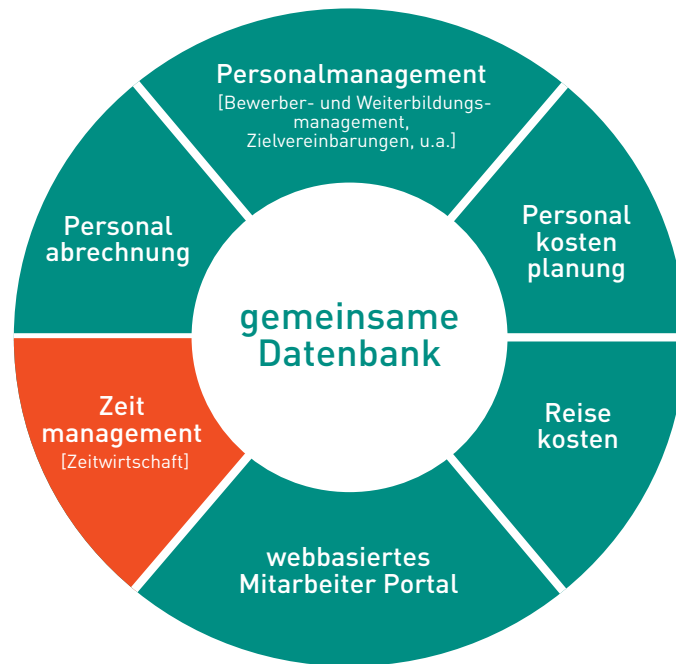 Personalmanagement
[Bewerber- und Weiterbildungs-
management,
Zielvereinbarungen, u.a.]
Personal
abrechnung
Personal
kosten
planung
gemeinsame
Datenbank
Zeit
management
[Zeitwirtschaft]
Reise
kosten
webbasiertes
Mitarbeiter Portal